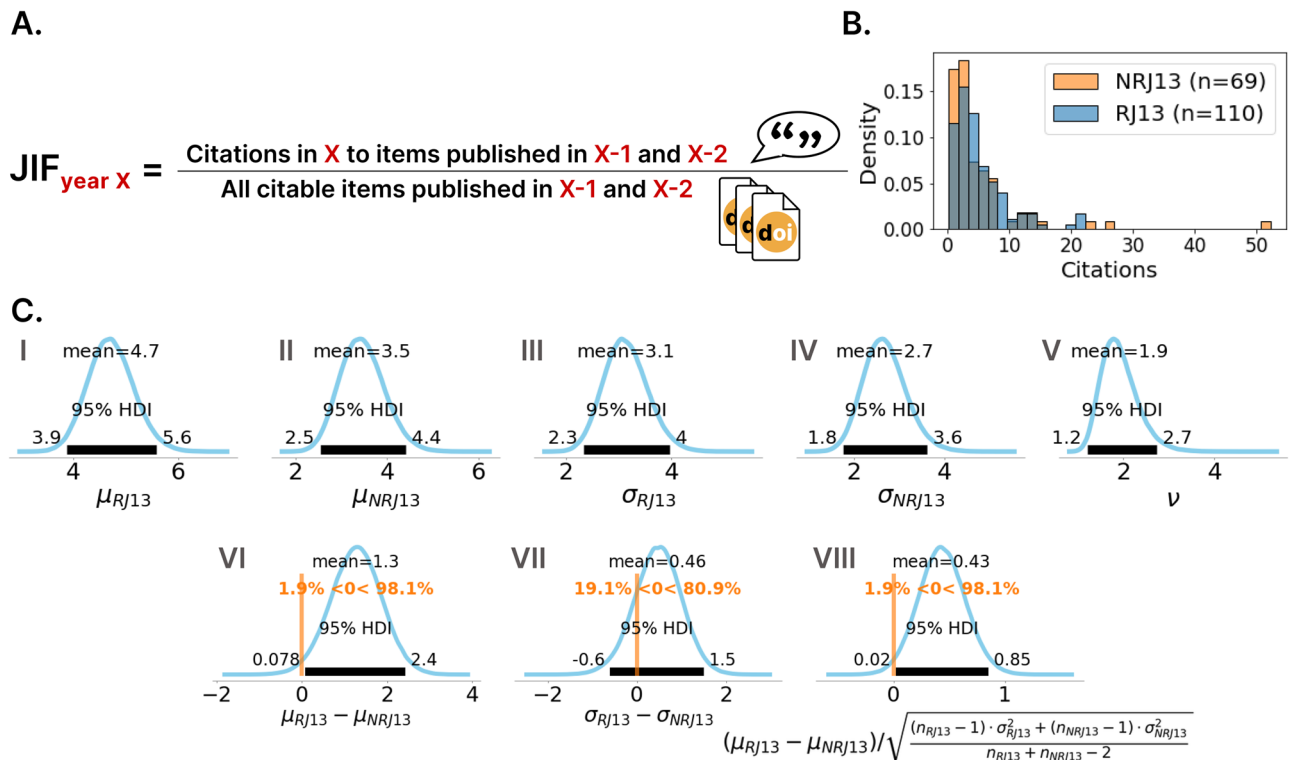 A.
JIF year X = Citations in X to items published in X-1 and X-2
All citable items published in X-1 and X-2
“ ”
d
d
doi
B.
NRJ13 (n=69)
RJ13 (n=110)
Density
0.15
0.10
0.05
0.00
0 10 20 30 40 50
Citations
C.
I
mean=4.7
95% HDI
3.9 5.6
4 6
μRJ13
II
mean=3.5
95% HDI
2.5 4.4
2 4 6
μNRJ13
III
mean=3.1
95% HDI
2.3 4
2 4
σRJ13
IV
mean=2.7
95% HDI
1.8 3.6
2 4
σNRJ13
V
mean=1.9
95% HDI
1.2 2.7
2 4
ν
VI
mean=1.3
1.9% <0< 98.1%
95% HDI
0.078 2.4
−2 0 2 4
μRJ13 − μNRJ13
VII
mean=0.46
19.1% <0< 80.9%
95% HDI
-0.6 1.5
−2 0 2
σRJ13 − σNRJ13
VIII
mean=0.43
1.9% <0< 98.1%
95% HDI
0.02 0.85
0 1
(μRJ13 − μNRJ13)/√((nRJ13 − 1)·σ²RJ13 + (nNRJ13 − 1)·σ²NRJ13
nRJ13 + nNRJ13 − 2